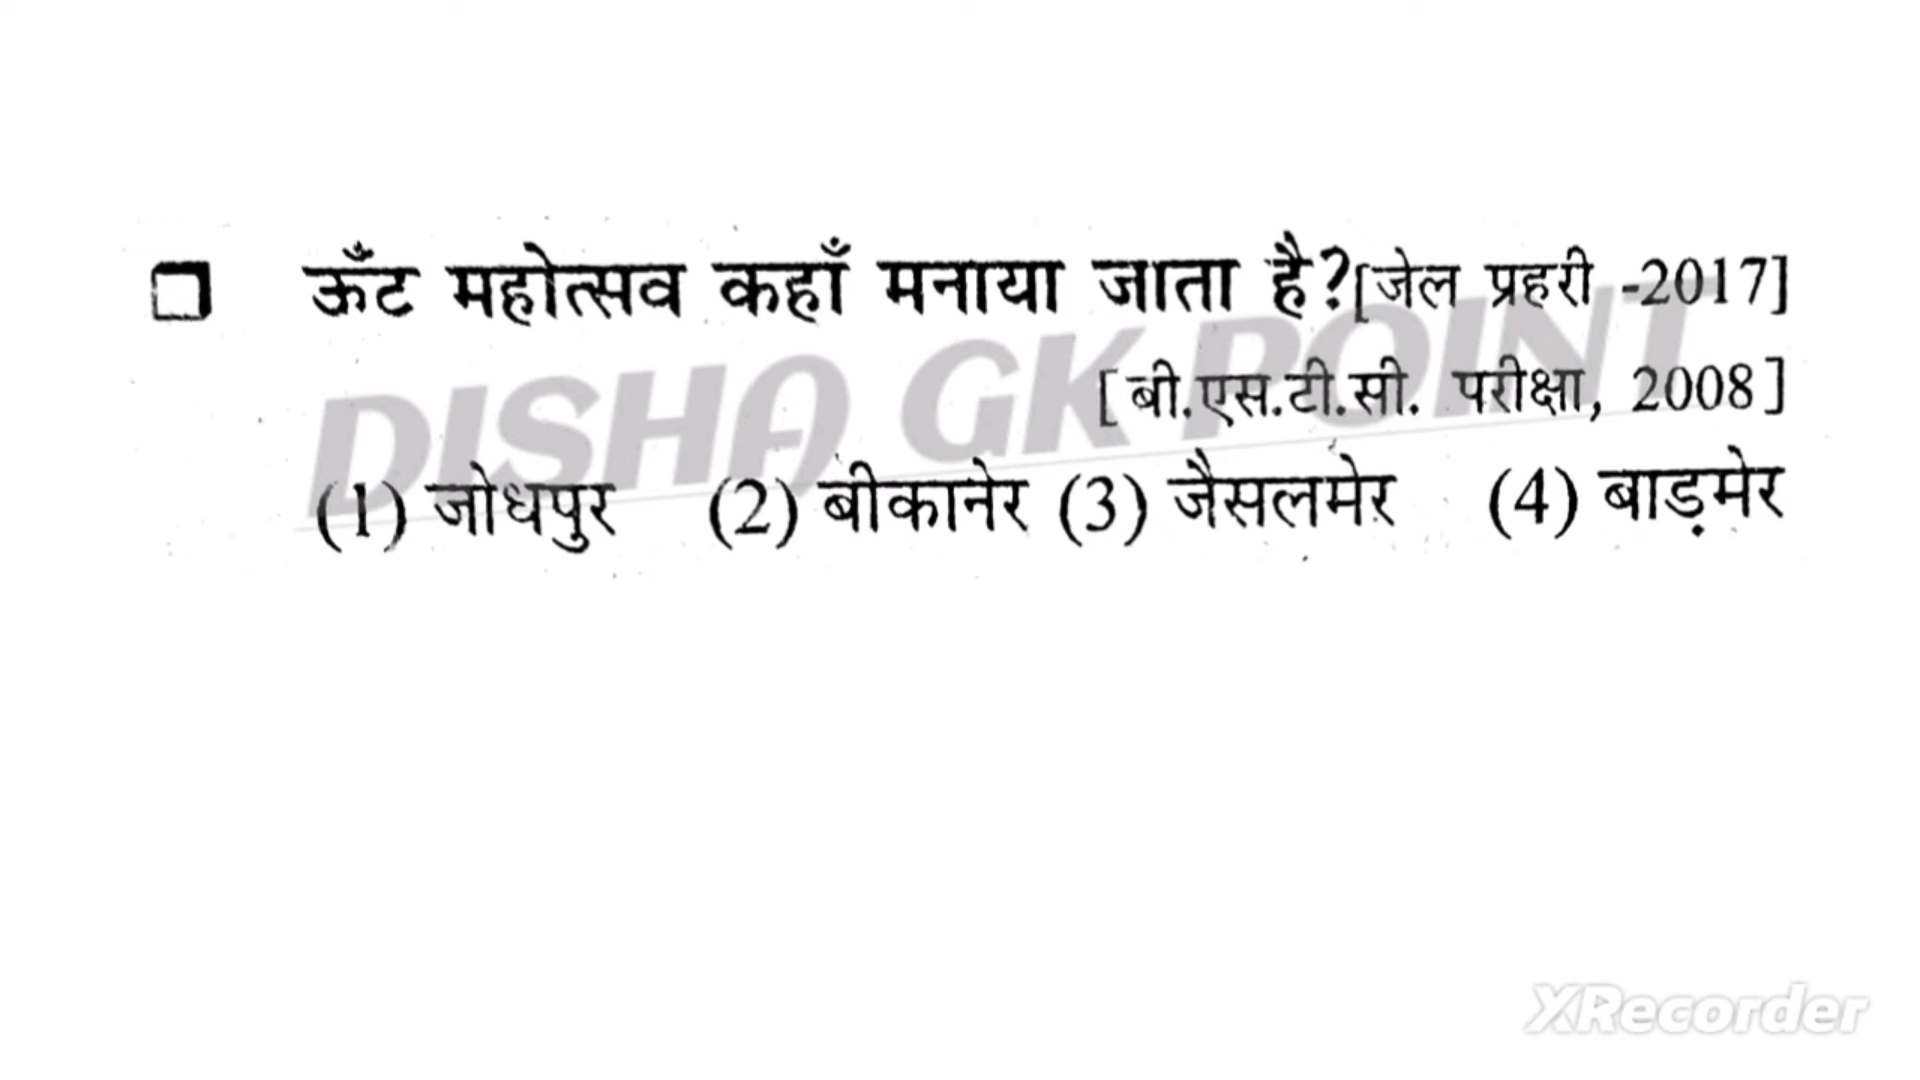 ऊँट महोत्सव कहाँ मनाया जाता है?[जेल प्रहरी -2017]
[बी.एस.टी.सी. परीक्षा, 2008]
DISHA GK POINT
(1) जोधपुर (2) बीकानेर (3) जैसलमेर (4) बाड़मेर
XRecorder